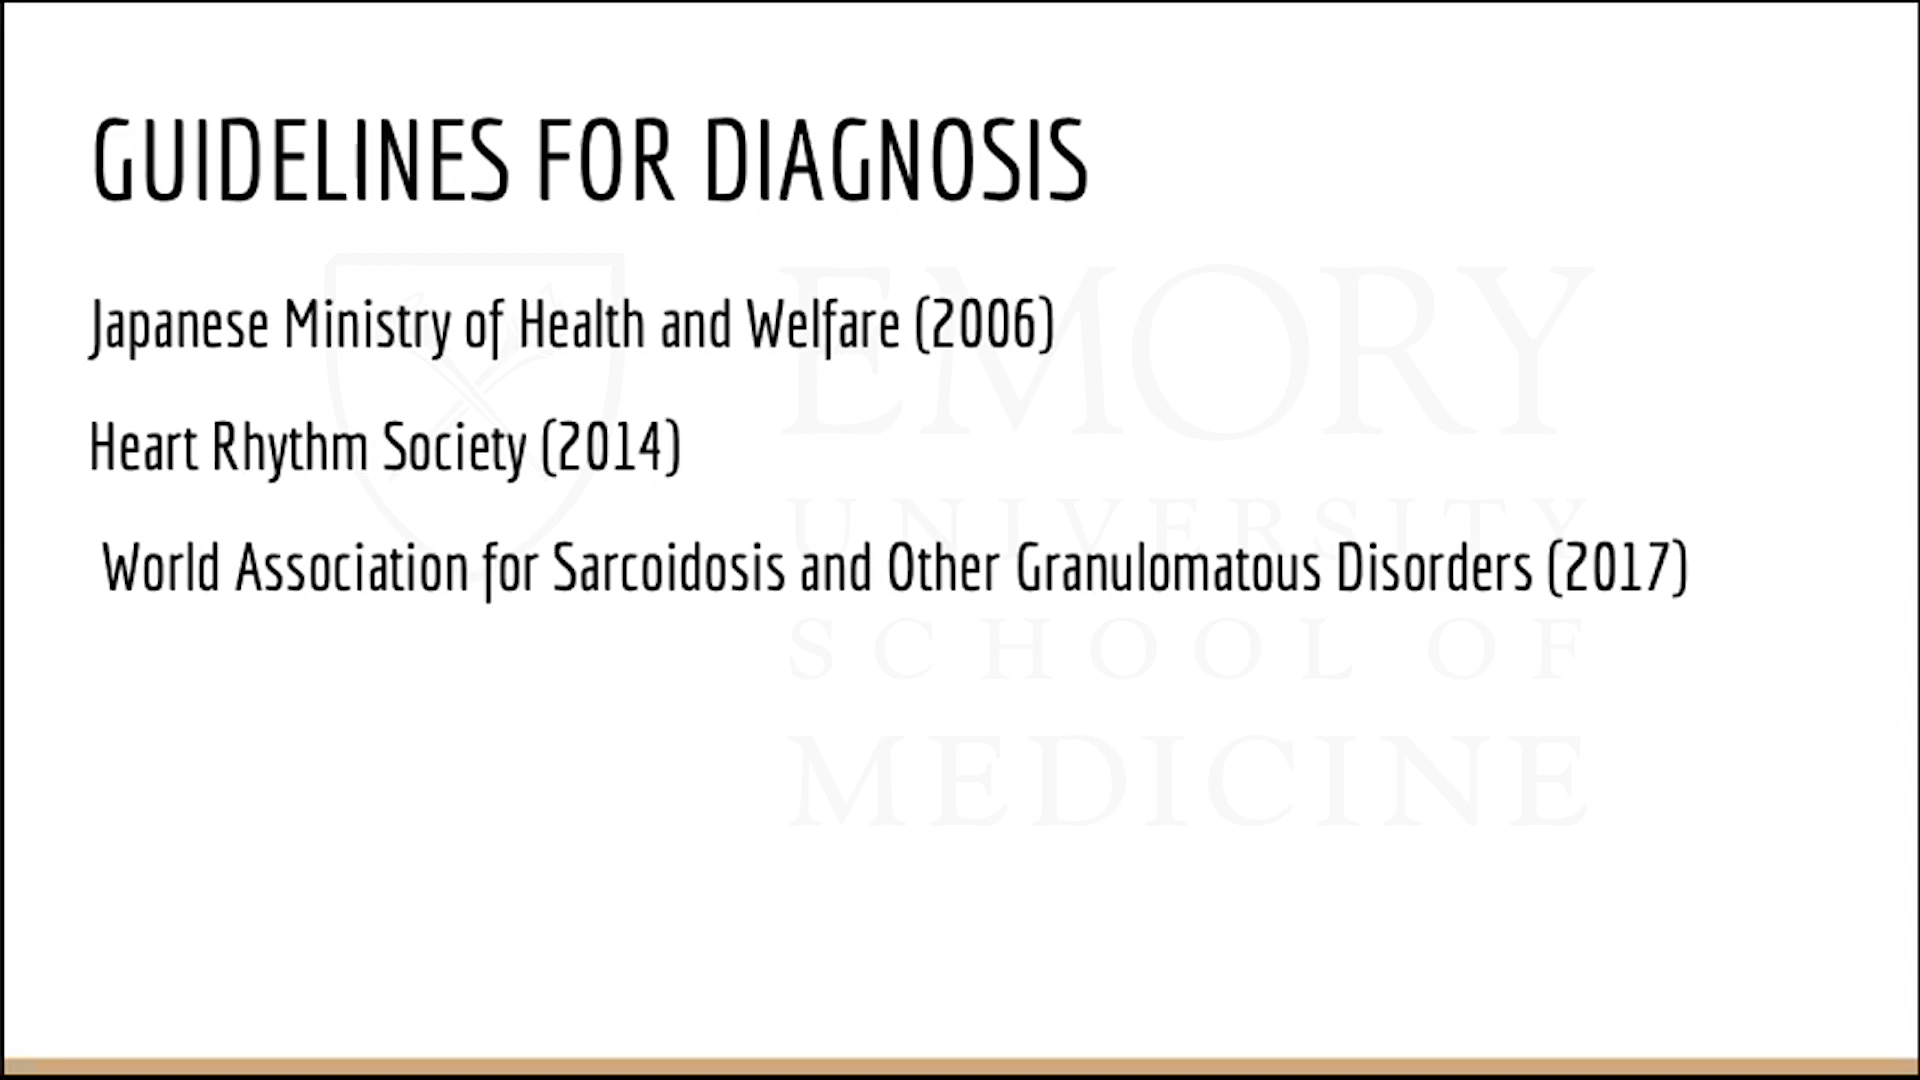 GUIDELINES FOR DIAGNOSIS
Japanese Ministry of Health and Welfare (2006)
Heart Rhythm Society (2014)
World Association for Sarcoidosis and Other Granulomatous Disorders (2017)
EMORY
UNIVERSITY
SCHOOL OF
MEDICINE